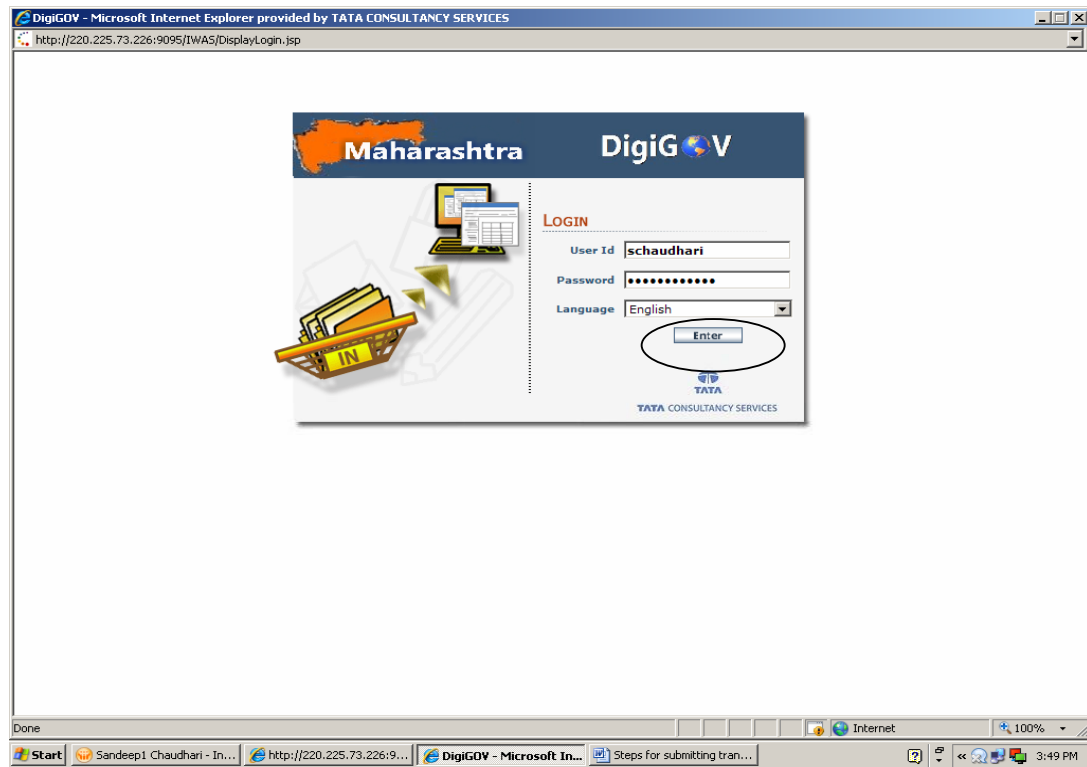 DigiGOV - Microsoft Internet Explorer provided by TATA CONSULTANCY SERVICES
http://220.225.73.226:9095/IWAS/DisplayLogin.jsp
Maharashtra DigiGOV
LOGIN
User Id schaudhari
Password ••••••••••••
Language English
Enter
IN
TATA
TATA CONSULTANCY SERVICES
Done Internet 100%
Start Sandeep1 Chaudhari - In... http://220.225.73.226:9... DigiGOV - Microsoft In... Steps for submitting tran... 3:49 PM